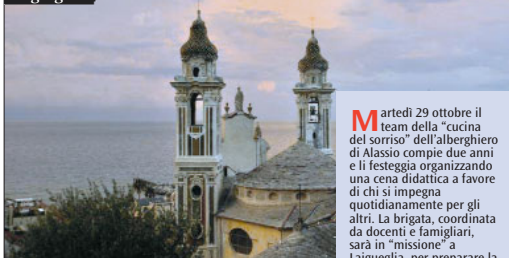 Martedì 29 ottobre il
team della “cucina
del sorriso” dell’alberghiero
di Alassio compie due anni
e li festeggia organizzando
una cena didattica a favore
di chi si impegna
quotidianamente per gli
altri. La brigata, coordinata
da docenti e famigliari,
sarà in “missione” a
Laigueglia, per preparare la